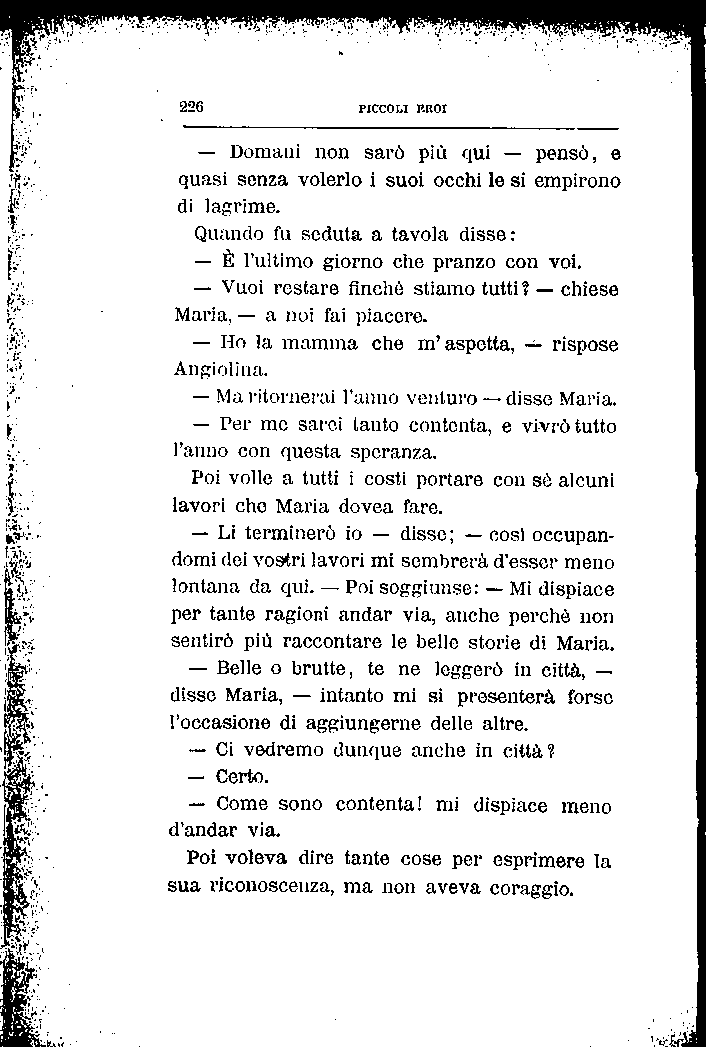 226 PICCOLI EROI
— Domani non sarò più qui — pensò, e
quasi senza volerlo i suoi occhi le si empirono
di lagrime.
Quando fu seduta a tavola disse:
— È l'ultimo giorno che pranzo con voi.
— Vuoi restare finchè stiamo tutti? — chiese
Maria, — a noi fai piacere.
— Ho la mamma che m'aspetta, — rispose
Angiolina.
— Ma ritornerai l'anno venturo — disse Maria.
— Per me sarei tanto contenta, e vivrò tutto
l'anno con questa speranza.
Poi volle a tutti i costi portare con sè alcuni
lavori che Maria dovea fare.
— Li terminerò io — disse; — così occupan-
domi dei vostri lavori mi sembrerà d'esser meno
lontana da qui. — Poi soggiunse: — Mi dispiace
per tante ragioni andar via, anche perchè non
sentirò più raccontare le belle storie di Maria.
— Belle o brutte, te ne leggerò in città, —
disse Maria, — intanto mi si presenterà forse
l'occasione di aggiungerne delle altre.
— Ci vedremo dunque anche in città?
— Certo.
— Come sono contenta! mi dispiace meno
d'andar via.
Poi voleva dire tante cose per esprimere la
sua riconoscenza, ma non aveva coraggio.